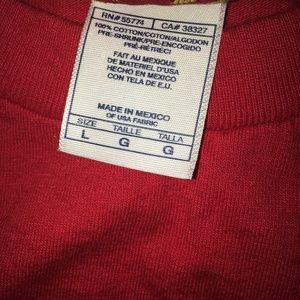 RN# 55774 CA# 38327
100% COTTON/COTON/ALGODON
PRE-SHRUNK/PRE-ENCOGIDO
PRÉ-RÉTRÉCI
FAIT AU MEXIQUE
DE MATERIEL D'USA
HECHO EN MEXICO
CON TELA DE E.U.
MADE IN MEXICO
OF USA FABRIC
SIZE TAILLE TALLA
L G G